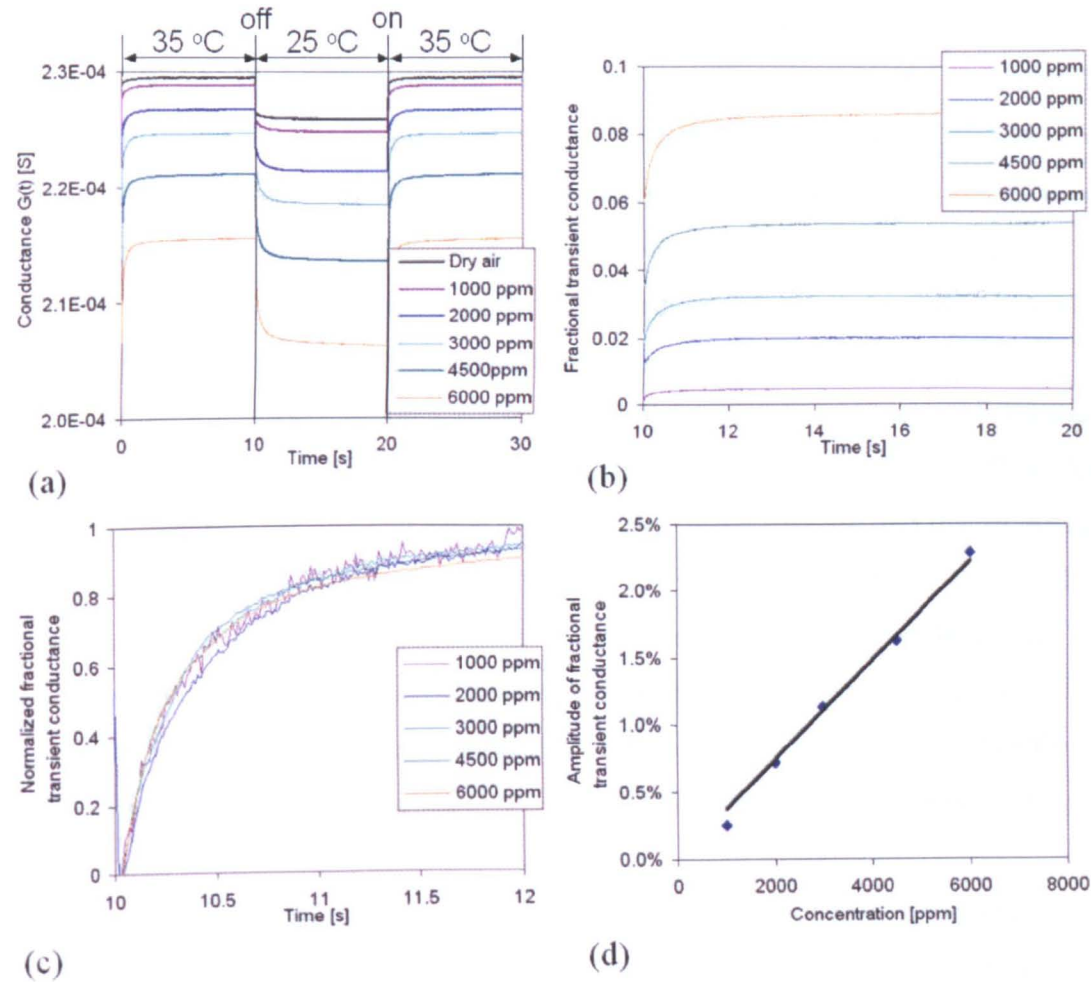 off on
35 °C 25 °C 35 °C
2.3E-04
2.2E-04
2.1E-04
2.0E-04
Conductance G(t) [S]
0 10 20 30
Time [s]
Dry air
1000 ppm
2000 ppm
3000 ppm
4500ppm
6000 ppm
(a)
0.1
0.08
0.06
0.04
0.02
0
Fractional transient conductance
10 12 14 16 18 20
Time [s]
1000 ppm
2000 ppm
3000 ppm
4500 ppm
6000 ppm
(b)
1
0.8
0.6
0.4
0.2
0
Normalized fractional
transient conductance
10 10.5 11 11.5 12
Time [s]
1000 ppm
2000 ppm
3000 ppm
4500 ppm
6000 ppm
(c)
2.5%
2.0%
1.5%
1.0%
0.5%
0.0%
Amplitude of fractional
transient conductance
0 2000 4000 6000 8000
Concentration [ppm]
(d)